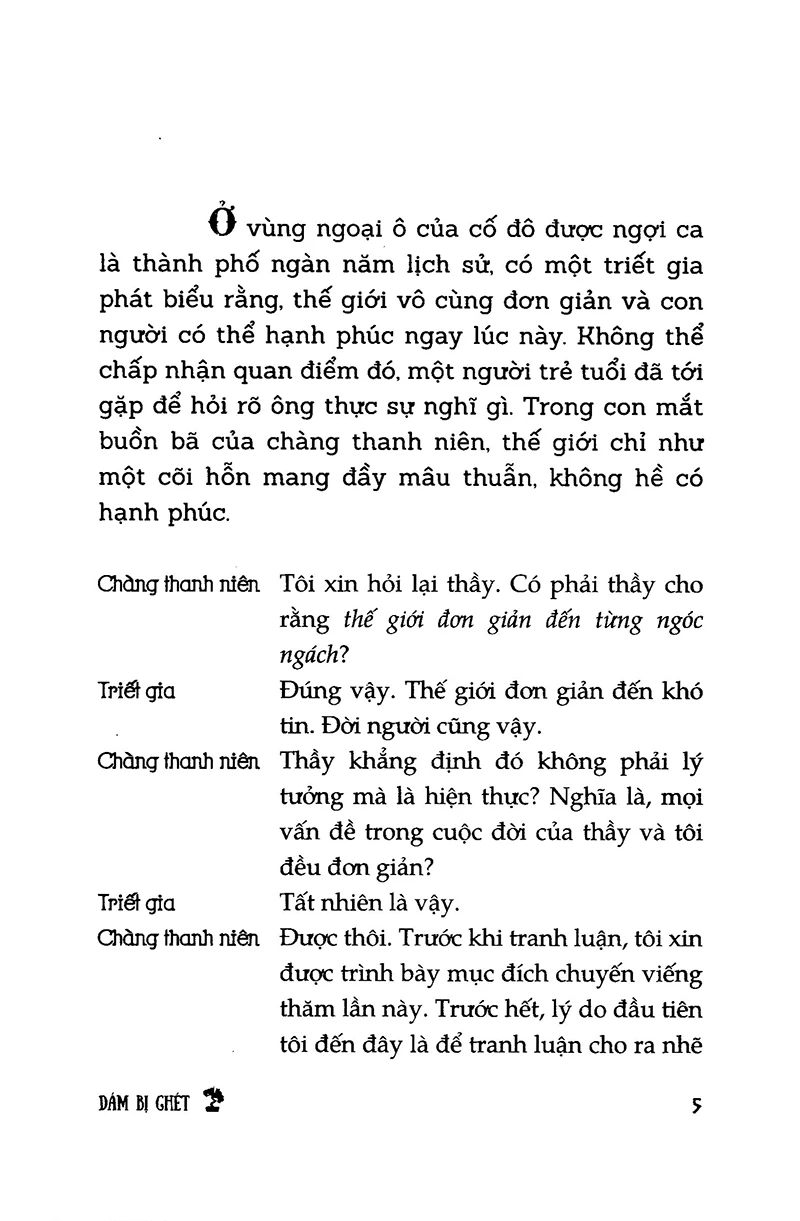 Ở vùng ngoại ô của cố đô được ngợi ca
là thành phố ngàn năm lịch sử, có một triết gia
phát biểu rằng, thế giới vô cùng đơn giản và con
người có thể hạnh phúc ngay lúc này. Không thể
chấp nhận quan điểm đó, một người trẻ tuổi đã tới
gặp để hỏi rõ ông thực sự nghĩ gì. Trong con mắt
buồn bã của chàng thanh niên, thế giới chỉ như
một cõi hỗn mang đầy mâu thuẫn, không hề có
hạnh phúc.
Chàng thanh niên Tôi xin hỏi lại thầy. Có phải thầy cho
rằng thế giới đơn giản đến từng ngóc
ngách?
Triết gia Đúng vậy. Thế giới đơn giản đến khó
tin. Đời người cũng vậy.
Chàng thanh niên Thầy khẳng định đó không phải lý
tưởng mà là hiện thực? Nghĩa là, mọi
vấn đề trong cuộc đời của thầy và tôi
đều đơn giản?
Triết gia Tất nhiên là vậy.
Chàng thanh niên Được thôi. Trước khi tranh luận, tôi xin
được trình bày mục đích chuyến viếng
thăm lần này. Trước hết, lý do đầu tiên
tôi đến đây là để tranh luận cho ra nhẽ
DÁM BỊ GHÉT 5